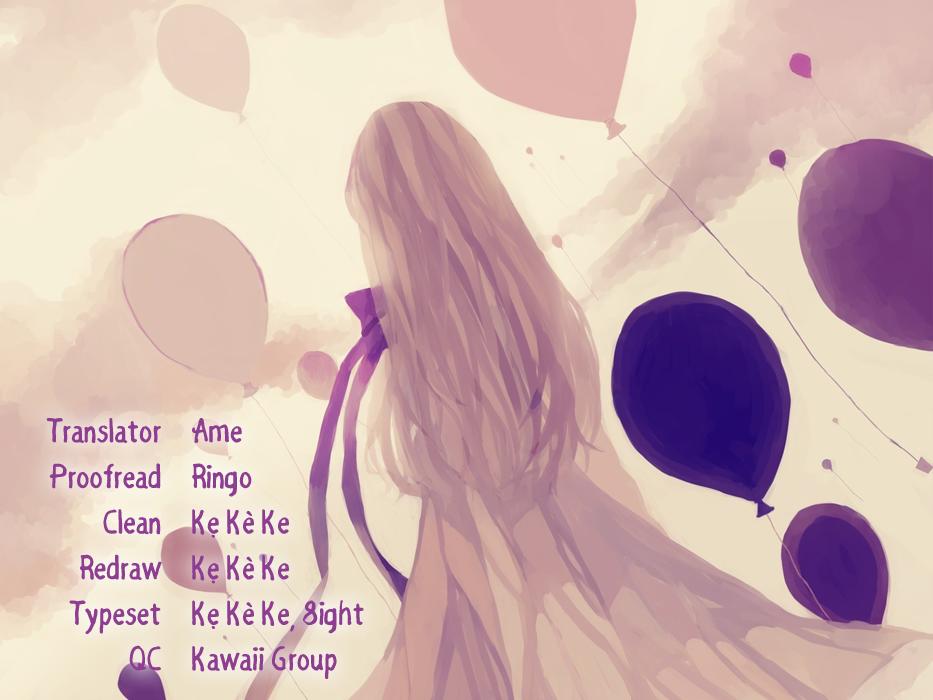 Translator Ame
Proofread Ringo
Clean Kẹ Kè Ke
Redraw Kẹ Kè Ke
Typeset Kẹ Kè Ke, 8ight
QC Kawaii Group